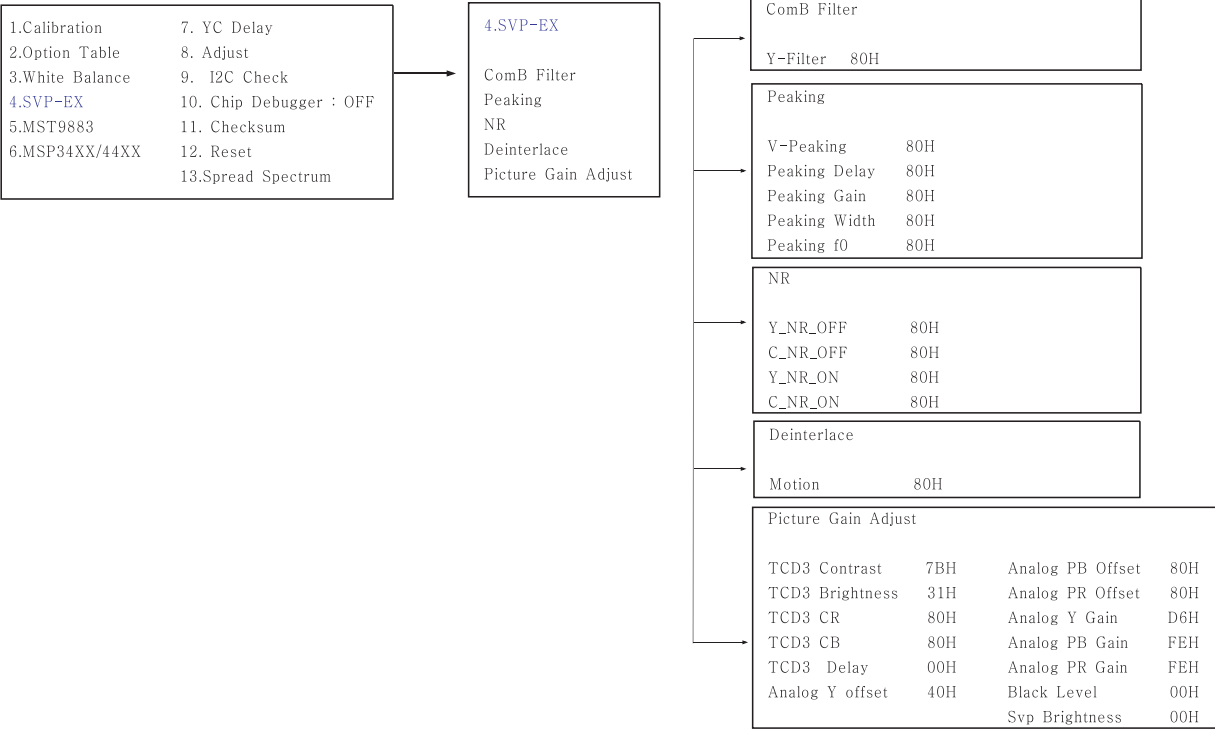 1.Calibration
2.Option Table
3.White Balance
4.SVP-EX
5.MST9883
6.MSP34XX/44XX
7. YC Delay
8. Adjust
9. I2C Check
10. Chip Debugger : OFF
11. Checksum
12. Reset
13.Spread Spectrum
4.SVP-EX
ComB Filter
Peaking
NR
Deinterlace
Picture Gain Adjust
ComB Filter
Y-Filter 80H
Peaking
V-Peaking 80H
Peaking Delay 80H
Peaking Gain 80H
Peaking Width 80H
Peaking f0 80H
NR
Y_NR_OFF 80H
C_NR_OFF 80H
Y_NR_ON 80H
C_NR_ON 80H
Deinterlace
Motion 80H
Picture Gain Adjust
TCD3 Contrast 7BH
TCD3 Brightness 31H
TCD3 CR 80H
TCD3 CB 80H
TCD3 Delay 00H
Analog Y offset 40H
Analog PB Offset 80H
Analog PR Offset 80H
Analog Y Gain D6H
Analog PB Gain FEH
Analog PR Gain FEH
Black Level 00H
Svp Brightness 00H